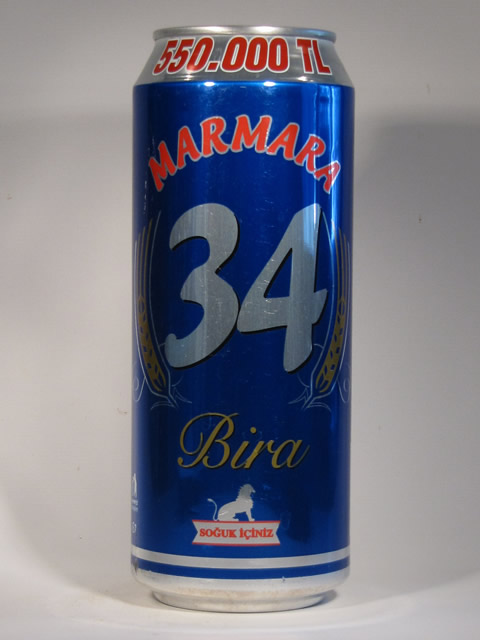 550.000 TL
MARMARA
34
Bira
SOĞUK İÇİNİZ